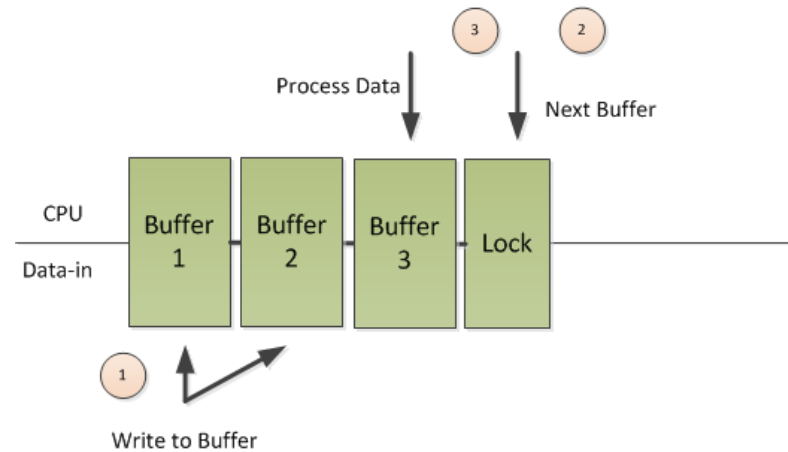 3
2
Process Data
Next Buffer
CPU
Buffer
1
Buffer
2
Buffer
3
Lock
Data-in
1
Write to Buffer